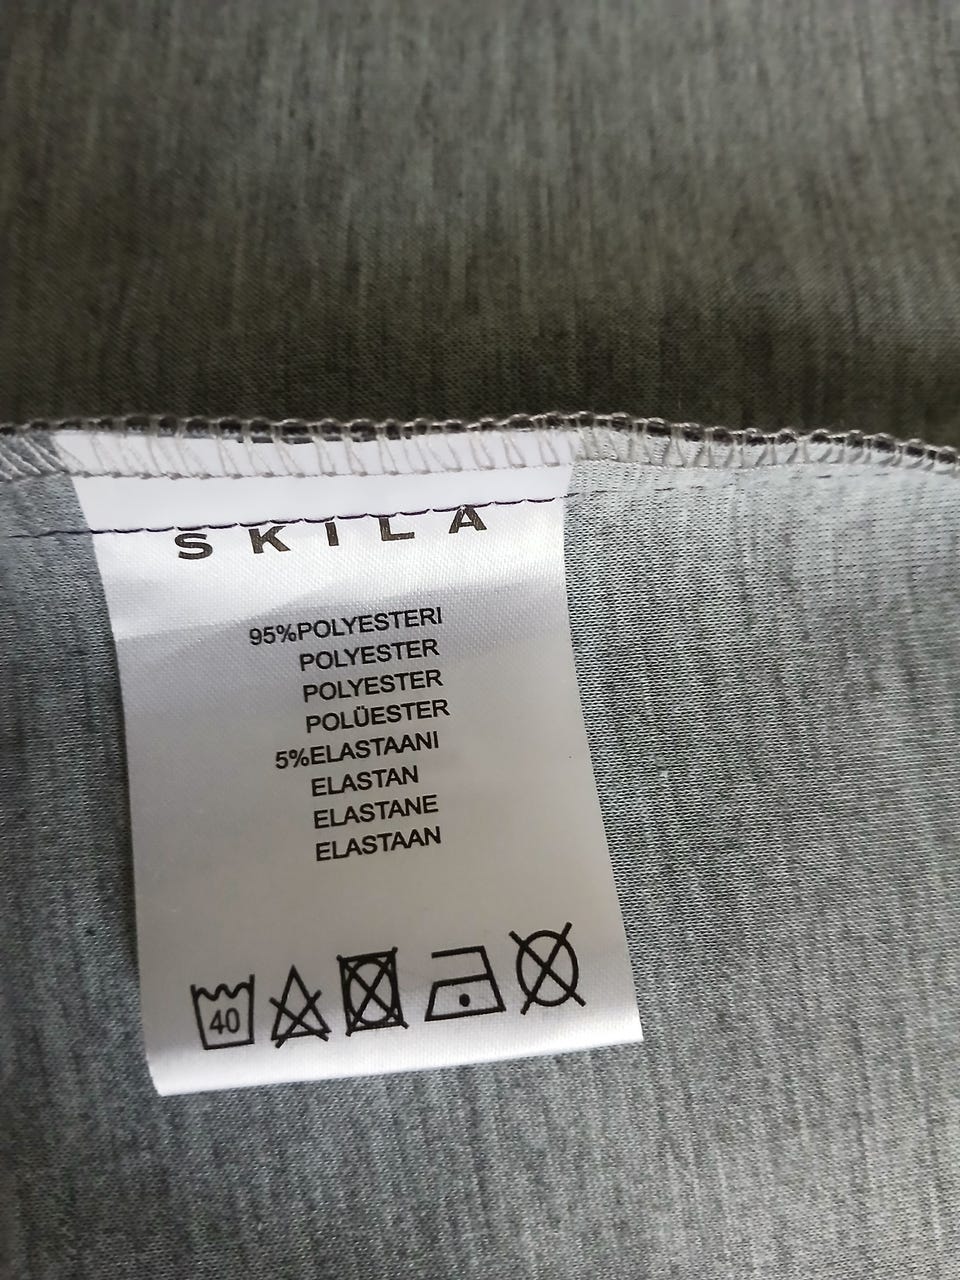 SKILA
95%POLYESTERI
POLYESTER
POLYESTER
POLÜESTER
5%ELASTAANI
ELASTAN
ELASTANE
ELASTAAN
40